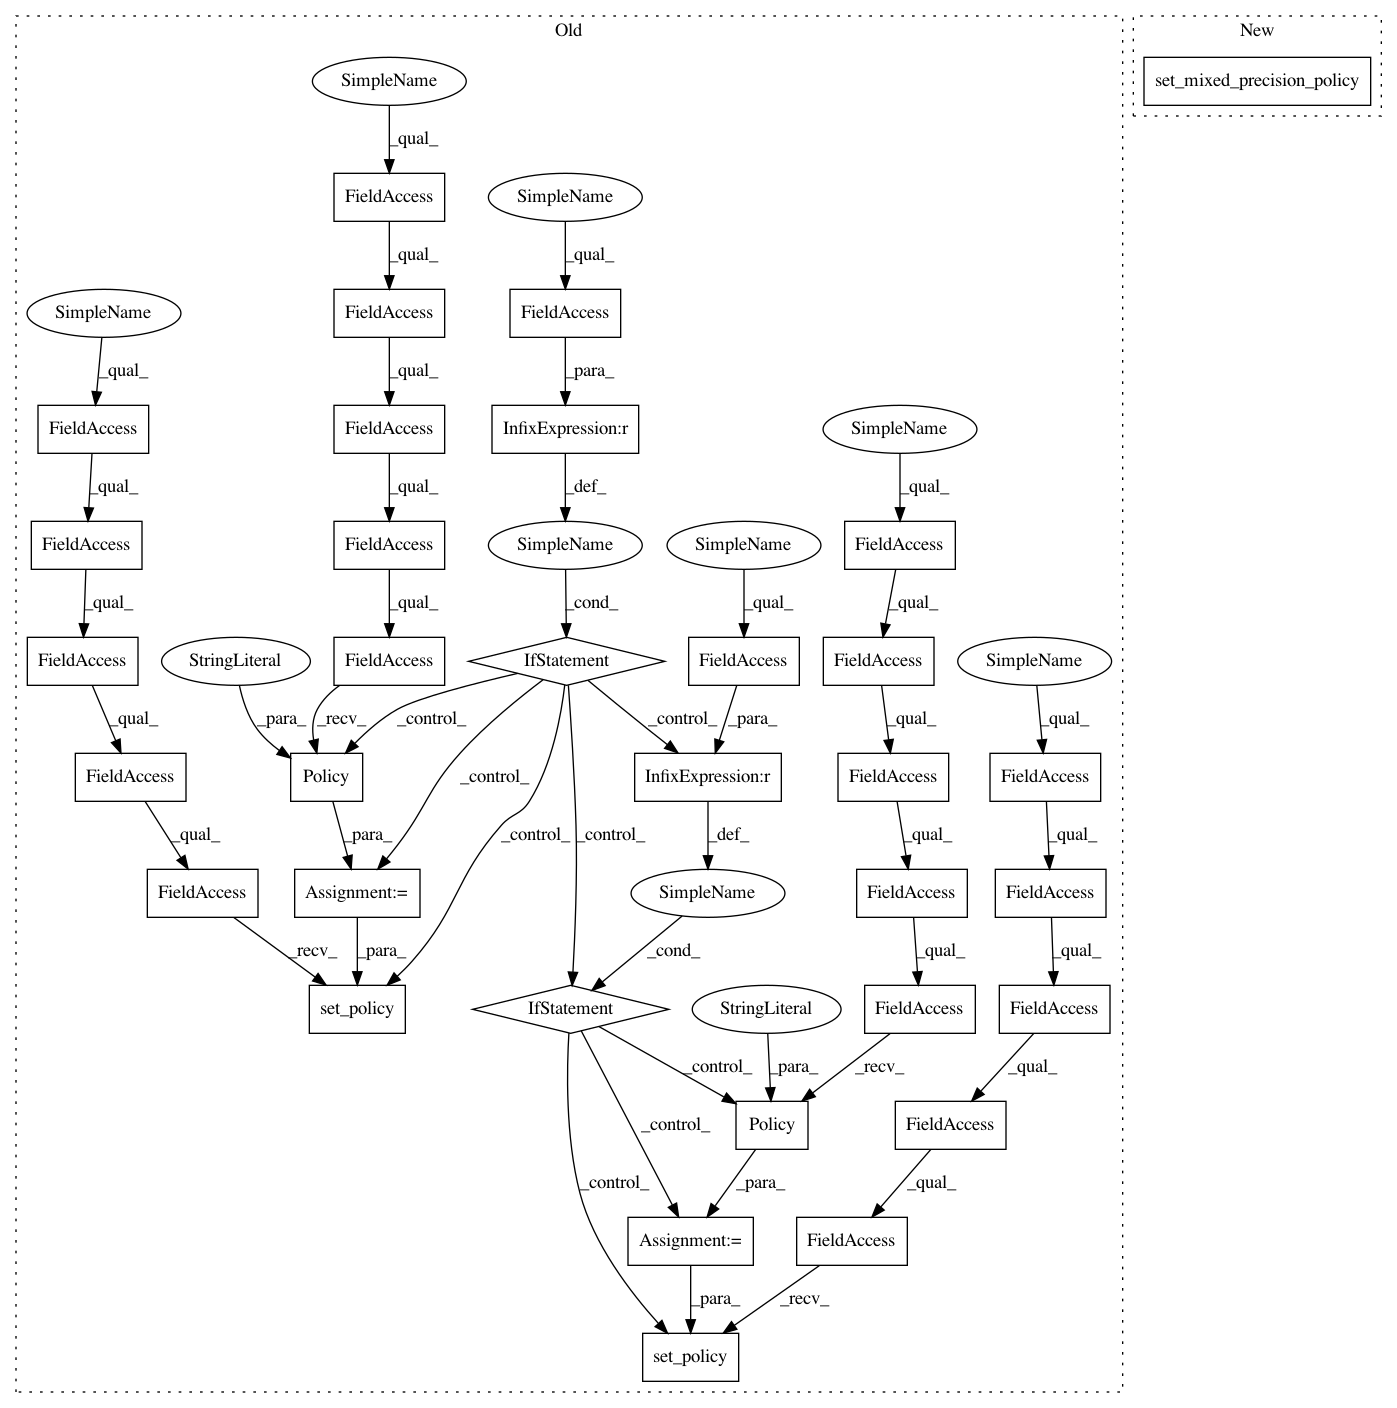 Old
New
SimpleName
set_mixed_precision_policy
_qual_
FieldAccess
SimpleName
_qual_
_qual_
SimpleName
FieldAccess
FieldAccess
_qual_
_qual_
_para_
FieldAccess
FieldAccess
InfixExpression:r
SimpleName
_qual_
_qual_
_def_
_qual_
FieldAccess
FieldAccess
SimpleName
SimpleName
FieldAccess
_qual_
_qual_
_cond_
_qual_
_qual_
FieldAccess
StringLiteral
FieldAccess
IfStatement
FieldAccess
FieldAccess
SimpleName
_qual_
_para_
_recv_
_control_
_control_
_para_
_qual_
_qual_
FieldAccess
Policy
InfixExpression:r
FieldAccess
FieldAccess
_control_
_qual_
_para_
_control_
_control_
_def_
_qual_
_qual_
FieldAccess
Assignment:=
SimpleName
FieldAccess
FieldAccess
_recv_
_para_
_cond_
_qual_
_qual_
set_policy
IfStatement
StringLiteral
FieldAccess
FieldAccess
_control_
_para_
_recv_
_qual_
_control_
Policy
FieldAccess
_control_
_para_
_qual_
Assignment:=
FieldAccess
_para_
_recv_
set_policy